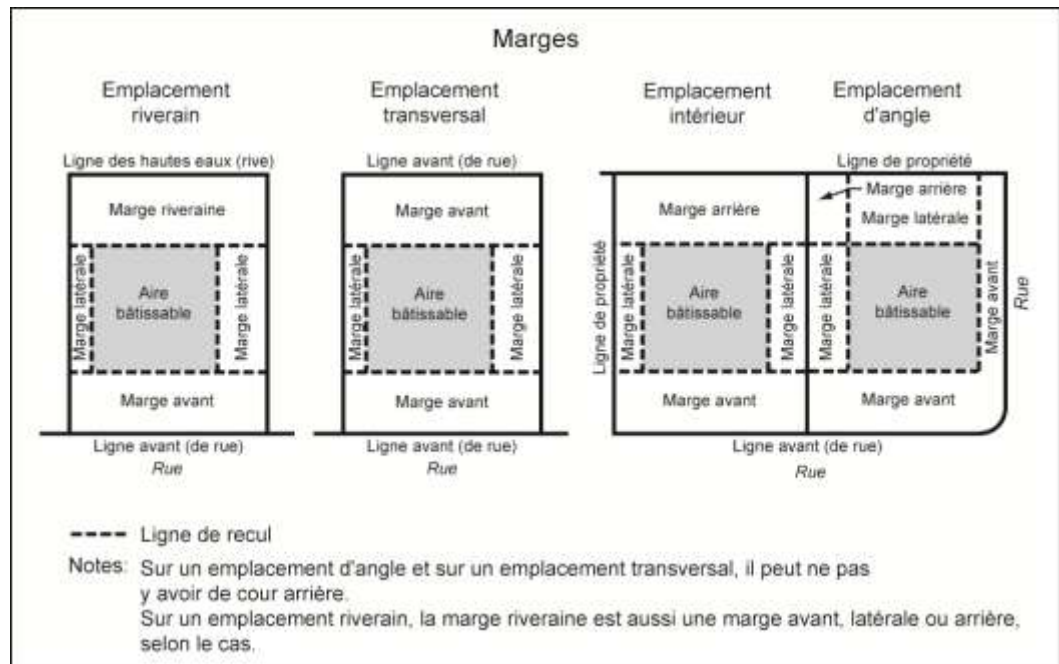 Marges
Emplacement
riverain
Ligne des hautes eaux (rive)
Marge riveraine
Marge latérale
Aire
bâtissable
Marge latérale
Marge avant
Ligne avant (de rue)
Rue
Emplacement
transversal
Ligne avant (de rue)
Marge avant
Marge latérale
Aire
bâtissable
Marge latérale
Marge avant
Ligne avant (de rue)
Rue
Emplacement
intérieur
Ligne de propriété
Marge arrière
Marge latérale
Aire
bâtissable
Marge latérale
Marge avant
Emplacement
d'angle
Ligne de propriété
Marge arrière
Marge latérale
Marge latérale
Aire
bâtissable
Marge avant
Rue
Marge avant
Ligne avant (de rue)
Rue
Ligne de recul
Notes: Sur un emplacement d'angle et sur un emplacement transversal, il peut ne pas
y avoir de cour arrière.
Sur un emplacement riverain, la marge riveraine est aussi une marge avant, latérale ou arrière,
selon le cas.